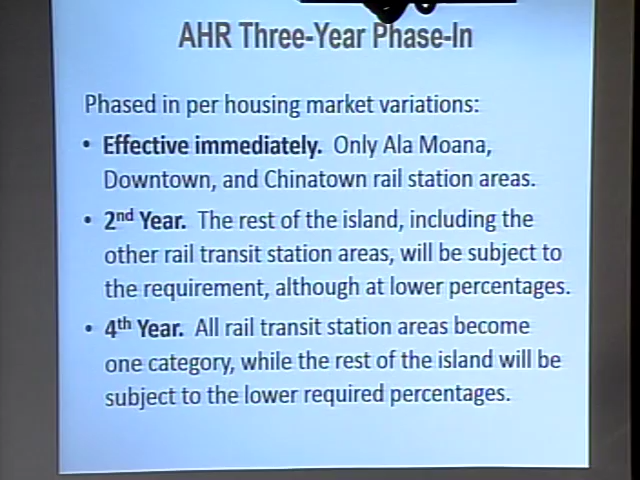 AHR Three-Year Phase-In
Phased in per housing market variations:
• Effective immediately. Only Ala Moana,
Downtown, and Chinatown rail station areas.
• 2nd Year. The rest of the island, including the
other rail transit station areas, will be subject to
the requirement, although at lower percentages.
• 4th Year. All rail transit station areas become
one category, while the rest of the island will be
subject to the lower required percentages.